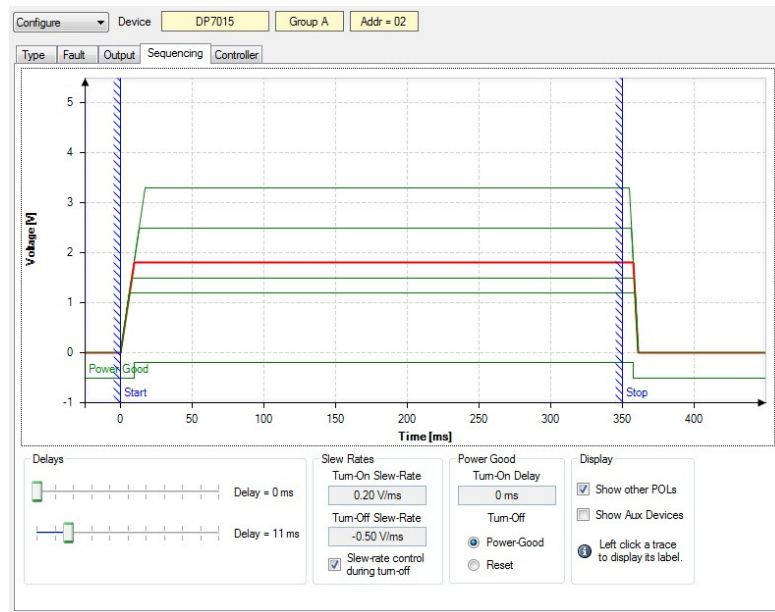 Configure Device DP7015 Group A Addr = 02
Type Fault Output Sequencing Controller
Voltage [V]
5
4
3
2
1
0
-1
Power Good
Start
Stop
0 50 100 150 200 250 300 350 400
Time [ms]
Delays
Delay = 0 ms
Delay = 11 ms
Slew Rates
Turn-On Slew-Rate
0.20 V/ms
Turn-Off Slew-Rate
-0.50 V/ms
Slew-rate control
during turn-off
Power Good
Turn-On Delay
0 ms
Turn-Off
Power-Good
Reset
Display
Show other POLs
Show Aux Devices
Left click a trace
to display its label.